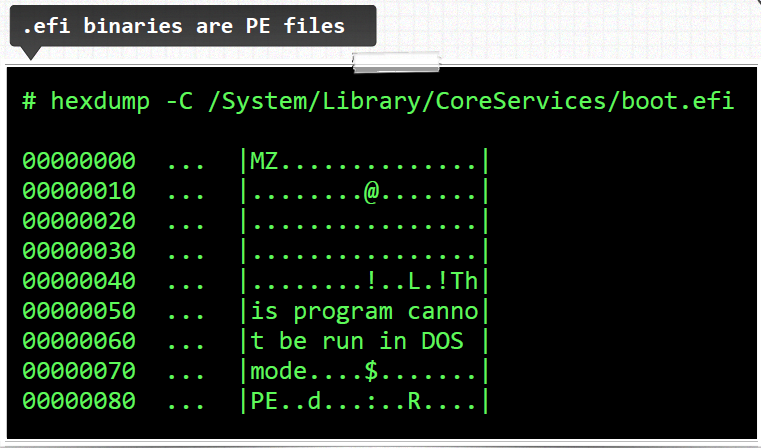 .efi binaries are PE files
# hexdump -C /System/Library/CoreServices/boot.efi
00000000  ...  |MZ..............|
00000010  ...  |........@.......|
00000020  ...  |................|
00000030  ...  |................|
00000040  ...  |........!..L.!Th|
00000050  ...  |is program canno|
00000060  ...  |t be run in DOS |
00000070  ...  |mode....$.......|
00000080  ...  |PE..d...:..R....|